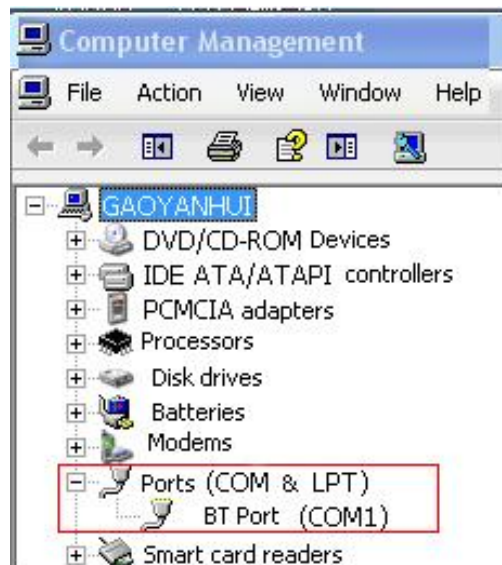 Computer Management
File Action View Window Help
GAOYANHUI
DVD/CD-ROM Devices
IDE ATA/ATAPI controllers
PCMCIA adapters
Processors
Disk drives
Batteries
Modems
Ports (COM & LPT)
BT Port (COM1)
Smart card readers